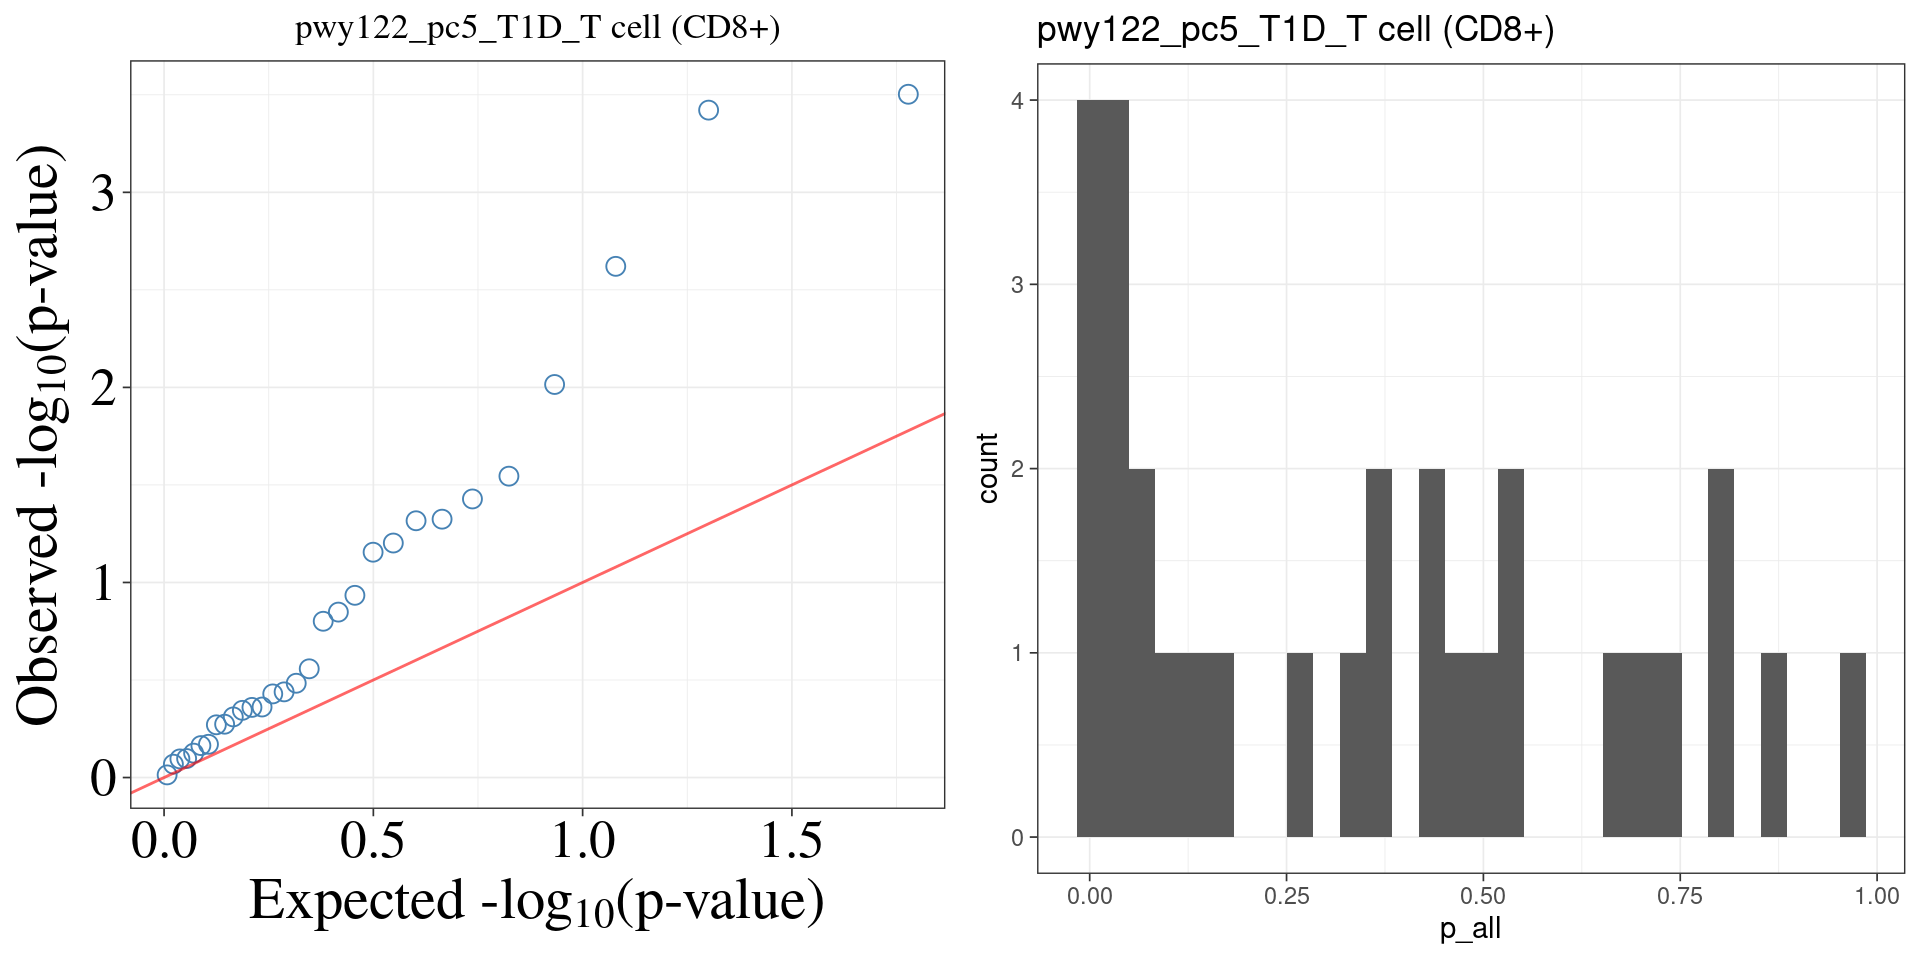 pwy122_pc5_T1D_T cell (CD8+)
Observed -log10(p-value)
3
2
1
0
0.0 0.5 1.0 1.5
Expected -log10(p-value)
pwy122_pc5_T1D_T cell (CD8+)
count
4
3
2
1
0
0.00 0.25 0.50 0.75 1.00
p_all